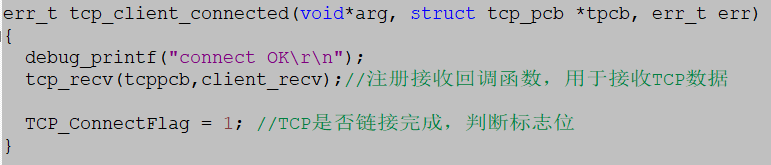 err_t tcp_client_connected(void*arg, struct tcp_pcb *tpcb, err_t err)
{
debug_printf("connect OK\r\n");
tcp_recv(tcppcb,client_recv);//注册接收回调函数，用于接收TCP数据
TCP_ConnectFlag = 1; //TCP是否链接完成，判断标志位
}